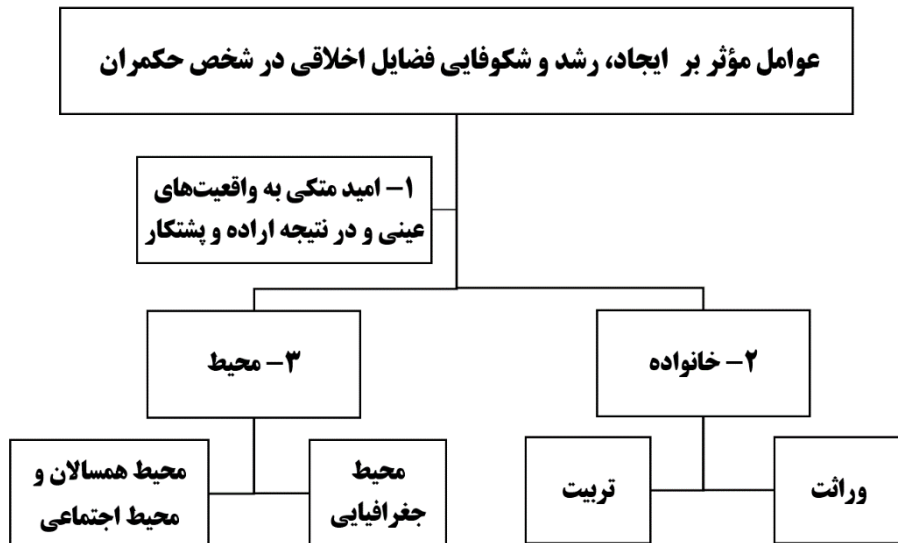 عوامل مؤثر بر ایجاد، رشد و شکوفایی فضایل اخلاقی در شخص حکمران
۱- امید متکی به واقعیت‌های
عینی و در نتیجه اراده و پشتکار
۲- خانواده
۳- محیط
وراثت
تربیت
محیط
جغرافیایی
محیط همسالان و
محیط اجتماعی